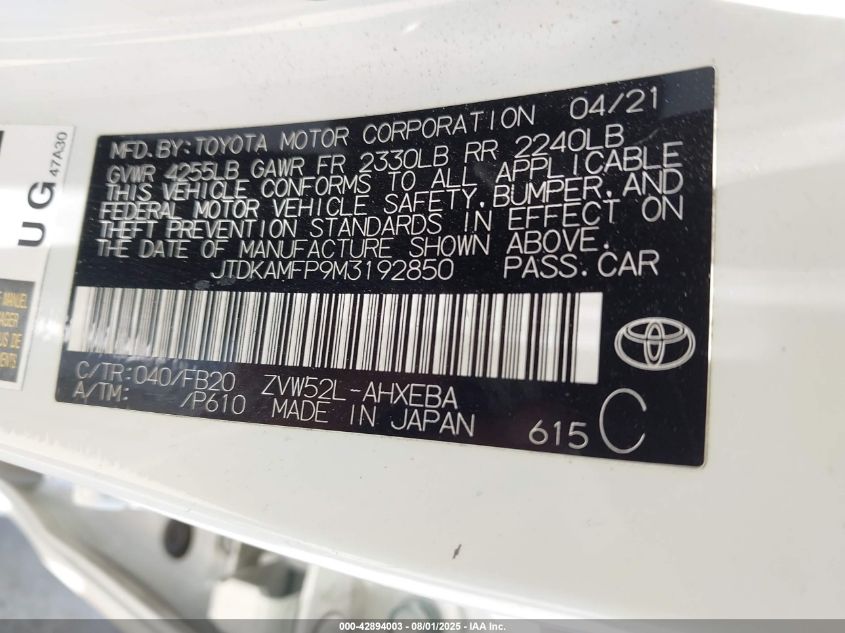 04/21
MFD.BY:TOYOTA MOTOR CORPORATION
GVWR 4255LB GAWR FR 2330LB RR 2240LB
THIS VEHICLE CONFORMS TO ALL APPLICABLE
FEDERAL MOTOR VEHICLE SAFETY,BUMPER,AND
THEFT PREVENTION STANDARDS IN EFFECT ON
THE DATE OF MANUFACTURE SHOWN ABOVE.
JTDKAMFP9M3192850 PASS.CAR
C/TR:040/FB20 ZVW52L-AHXEBA
A/TM: /P610 MADE IN JAPAN
615 C
UG 47A30
MANUEL
000-42894003 - 08/01/2025 - IAA Inc.